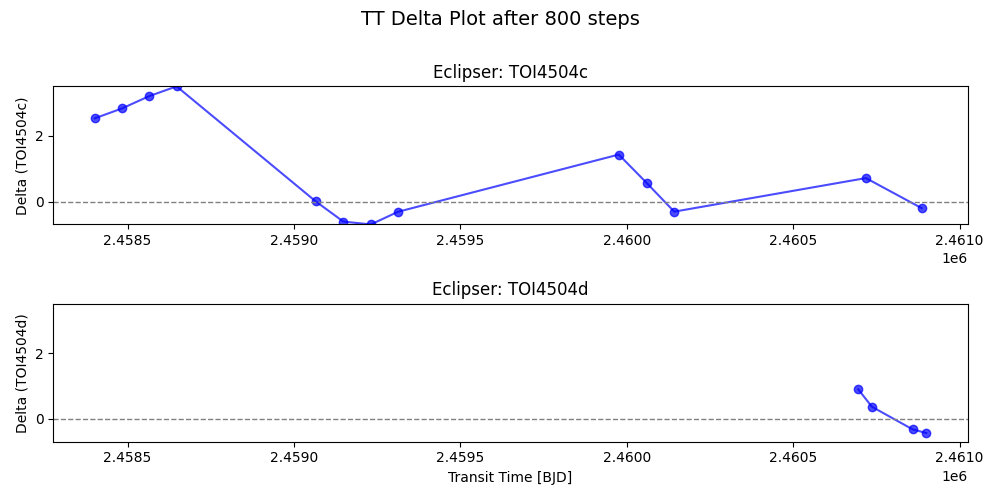 TT Delta Plot after 800 steps
Eclipser: TOI4504c
Delta (TOI4504c)
2
0
2.4585 2.4590 2.4595 2.4600 2.4605 2.4610
1e6
Eclipser: TOI4504d
Delta (TOI4504d)
2
0
2.4585 2.4590 2.4595 2.4600 2.4605 2.4610
1e6
Transit Time [BJD]